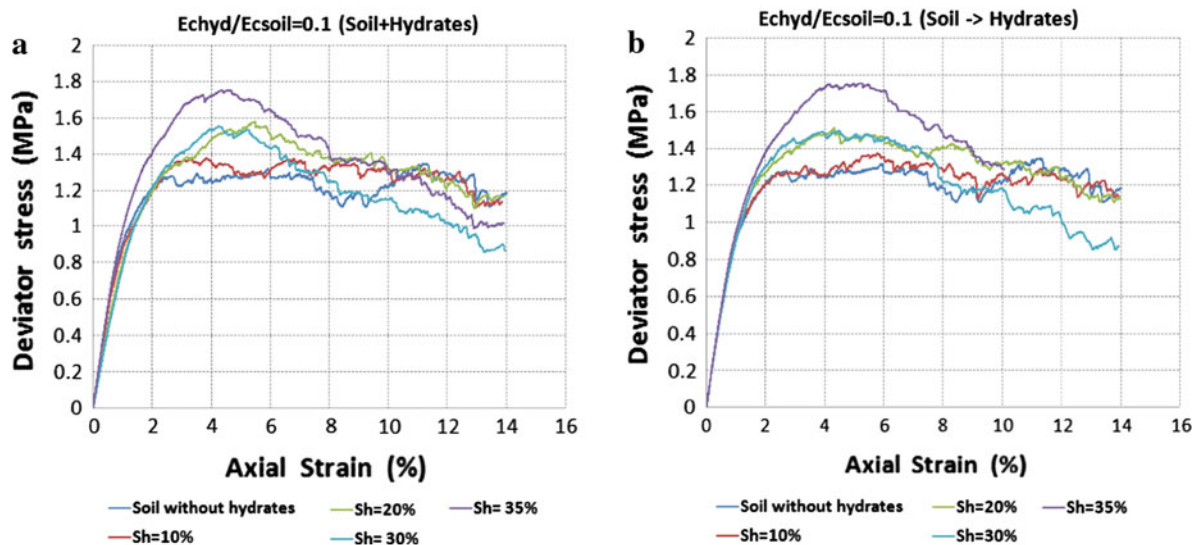 a
Echyd/Ecsoil=0.1 (Soil+Hydrates)
Deviator stress (MPa)
2
1.8
1.6
1.4
1.2
1
0.8
0.6
0.4
0.2
0
0 2 4 6 8 10 12 14 16
Axial Strain (%)
Soil without hydrates Sh=20% Sh= 35%
Sh=10% Sh= 30%
b
Echyd/Ecsoil=0.1 (Soil -> Hydrates)
Deviator stress (MPa)
2
1.8
1.6
1.4
1.2
1
0.8
0.6
0.4
0.2
0
0 2 4 6 8 10 12 14 16
Axial Strain (%)
Soil without hydrates Sh=20% Sh=35%
Sh=10% Sh=30%